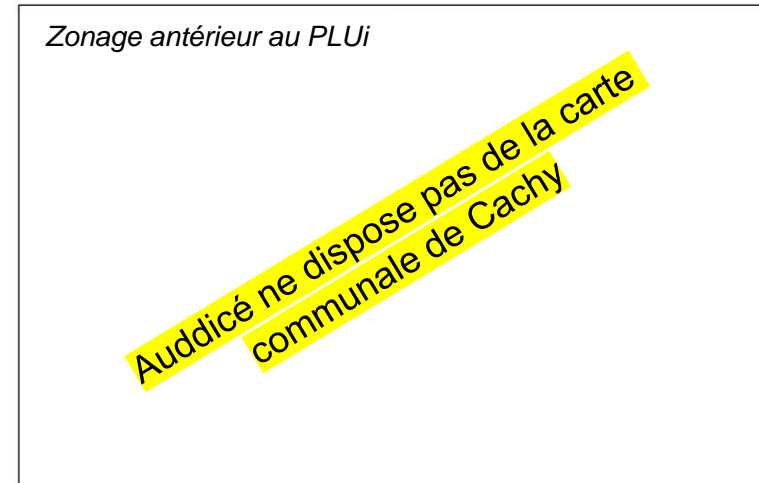 Zonage antérieur au PLUi
Auddicé ne dispose pas de la carte
communale de Cachy